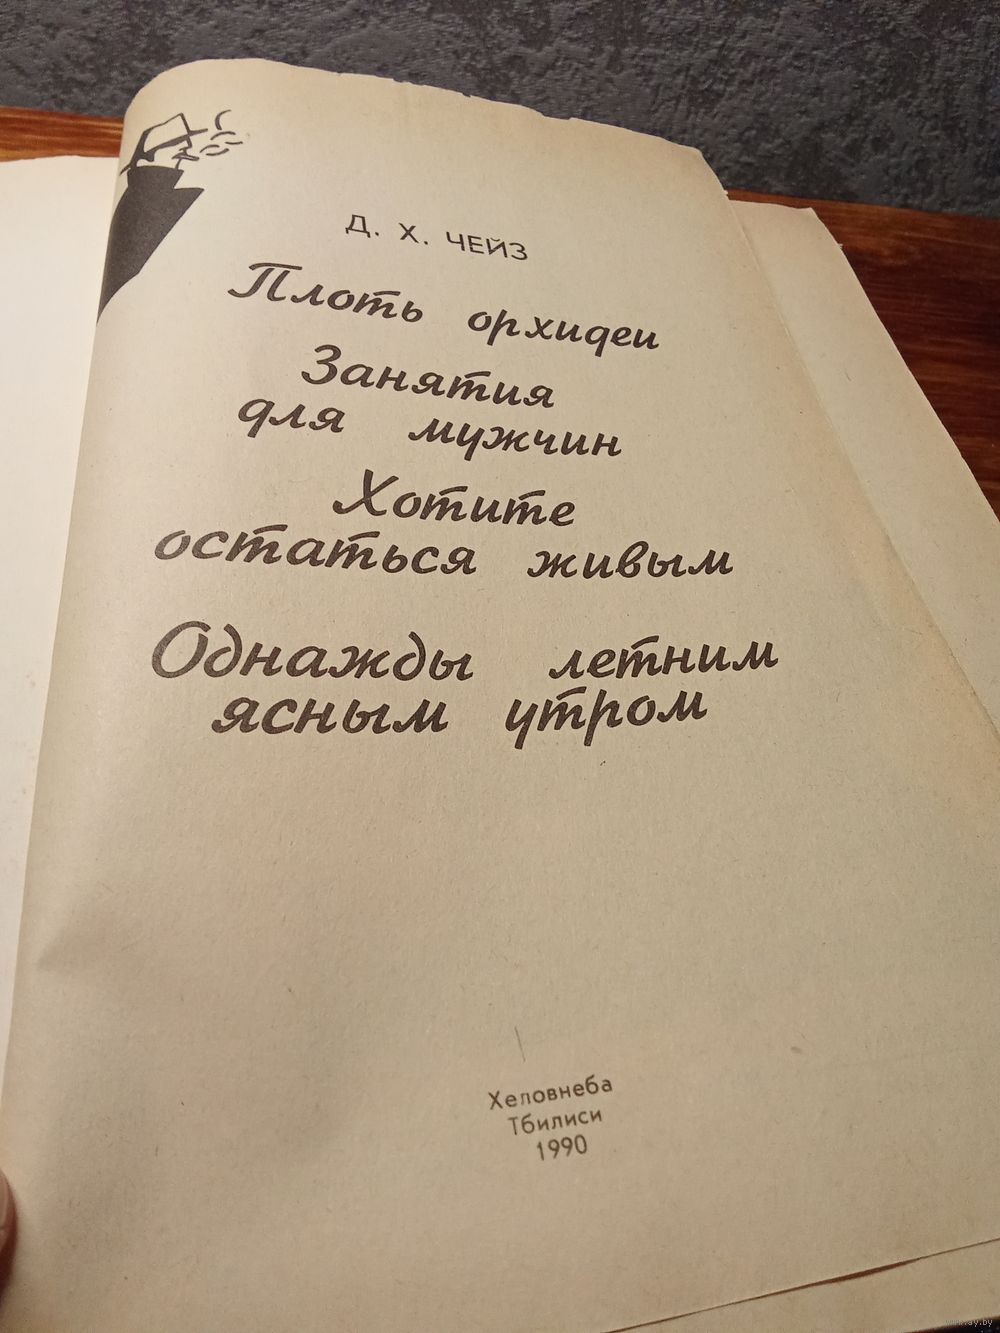 Д. Х. ЧЕЙЗ
Плоть орхидеи
Занятия
для мужчин
Хотите
остаться живым
Однажды летним
ясным утром
Хеловнеба
Тбилиси
1990